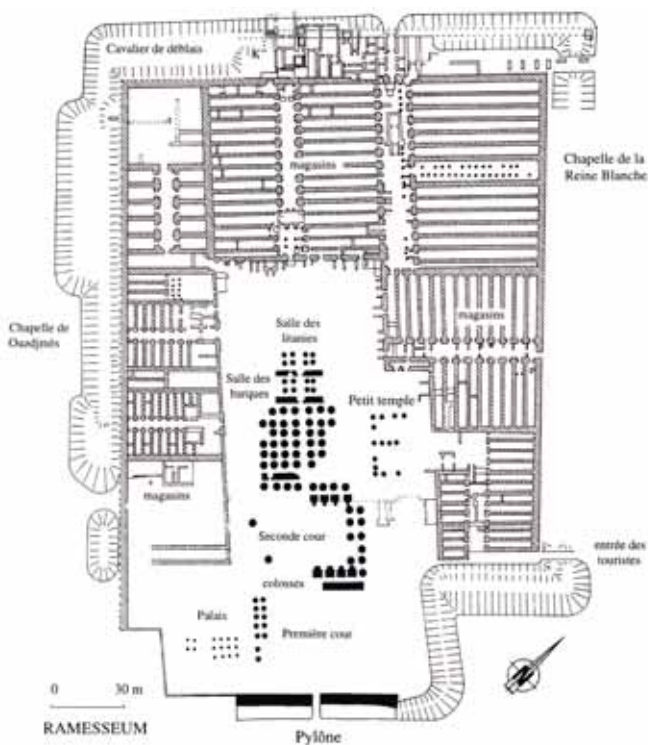 Cavalier de déblais
K
magasins
Chapelle de la
Reine Blanche
magasins
Chapelle de
Ouadjmès
Salle des
litanies
Salle des
barques
Petit temple
magasins
Seconde cour
entrée des
touristes
colosses
Palais
Première cour
0 30 m
N
RAMESSEUM
Pylône